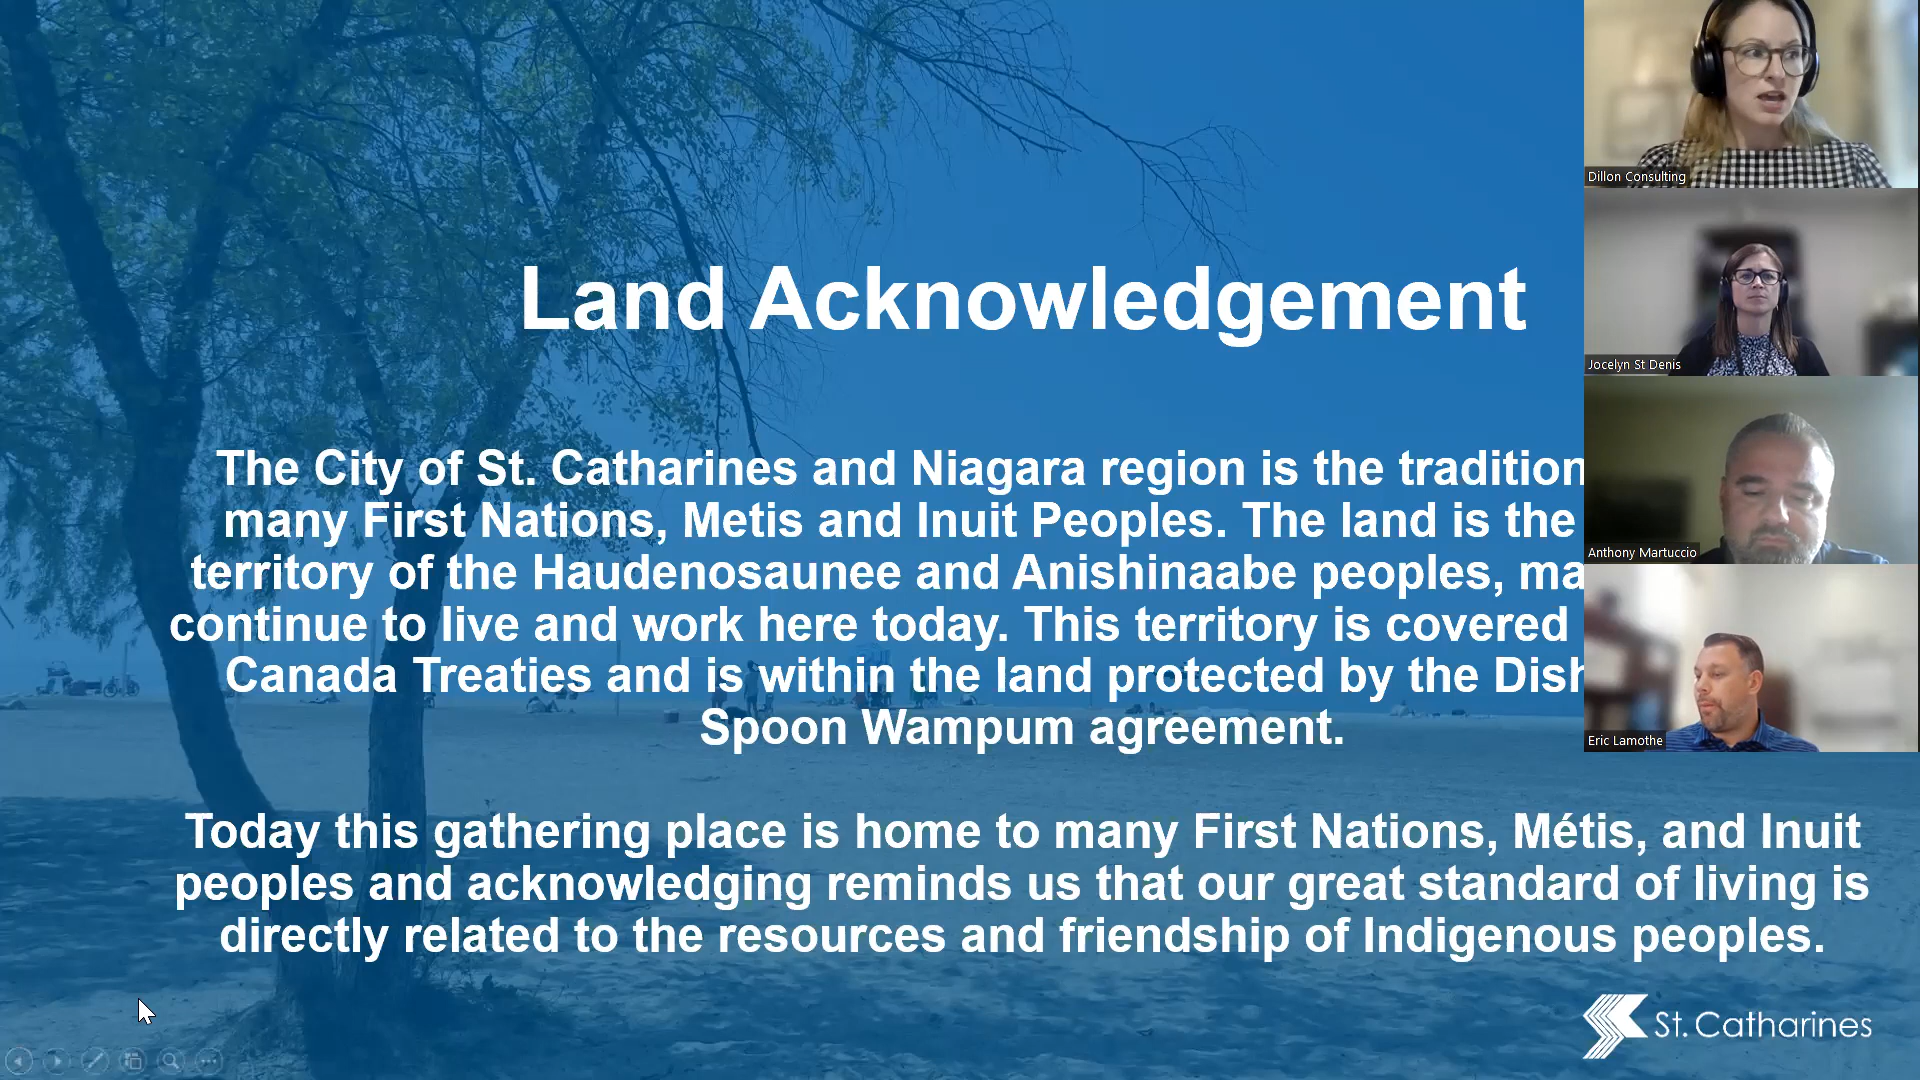 Land Acknowledgement
The City of St. Catharines and Niagara region is the tradition
many First Nations, Metis and Inuit Peoples. The land is the
territory of the Haudenosaunee and Anishinaabe peoples, ma
continue to live and work here today. This territory is covered
Canada Treaties and is within the land protected by the Dish
Spoon Wampum agreement.
Today this gathering place is home to many First Nations, Métis, and Inuit
peoples and acknowledging reminds us that our great standard of living is
directly related to the resources and friendship of Indigenous peoples.
St. Catharines
Dillon Consulting
Jocelyn St Denis
Anthony Martuccio
Eric Lamothe